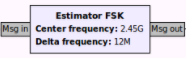 Estimator FSK
Msg in
Center frequency: 2.45G
Msg out
Delta frequency: 12M